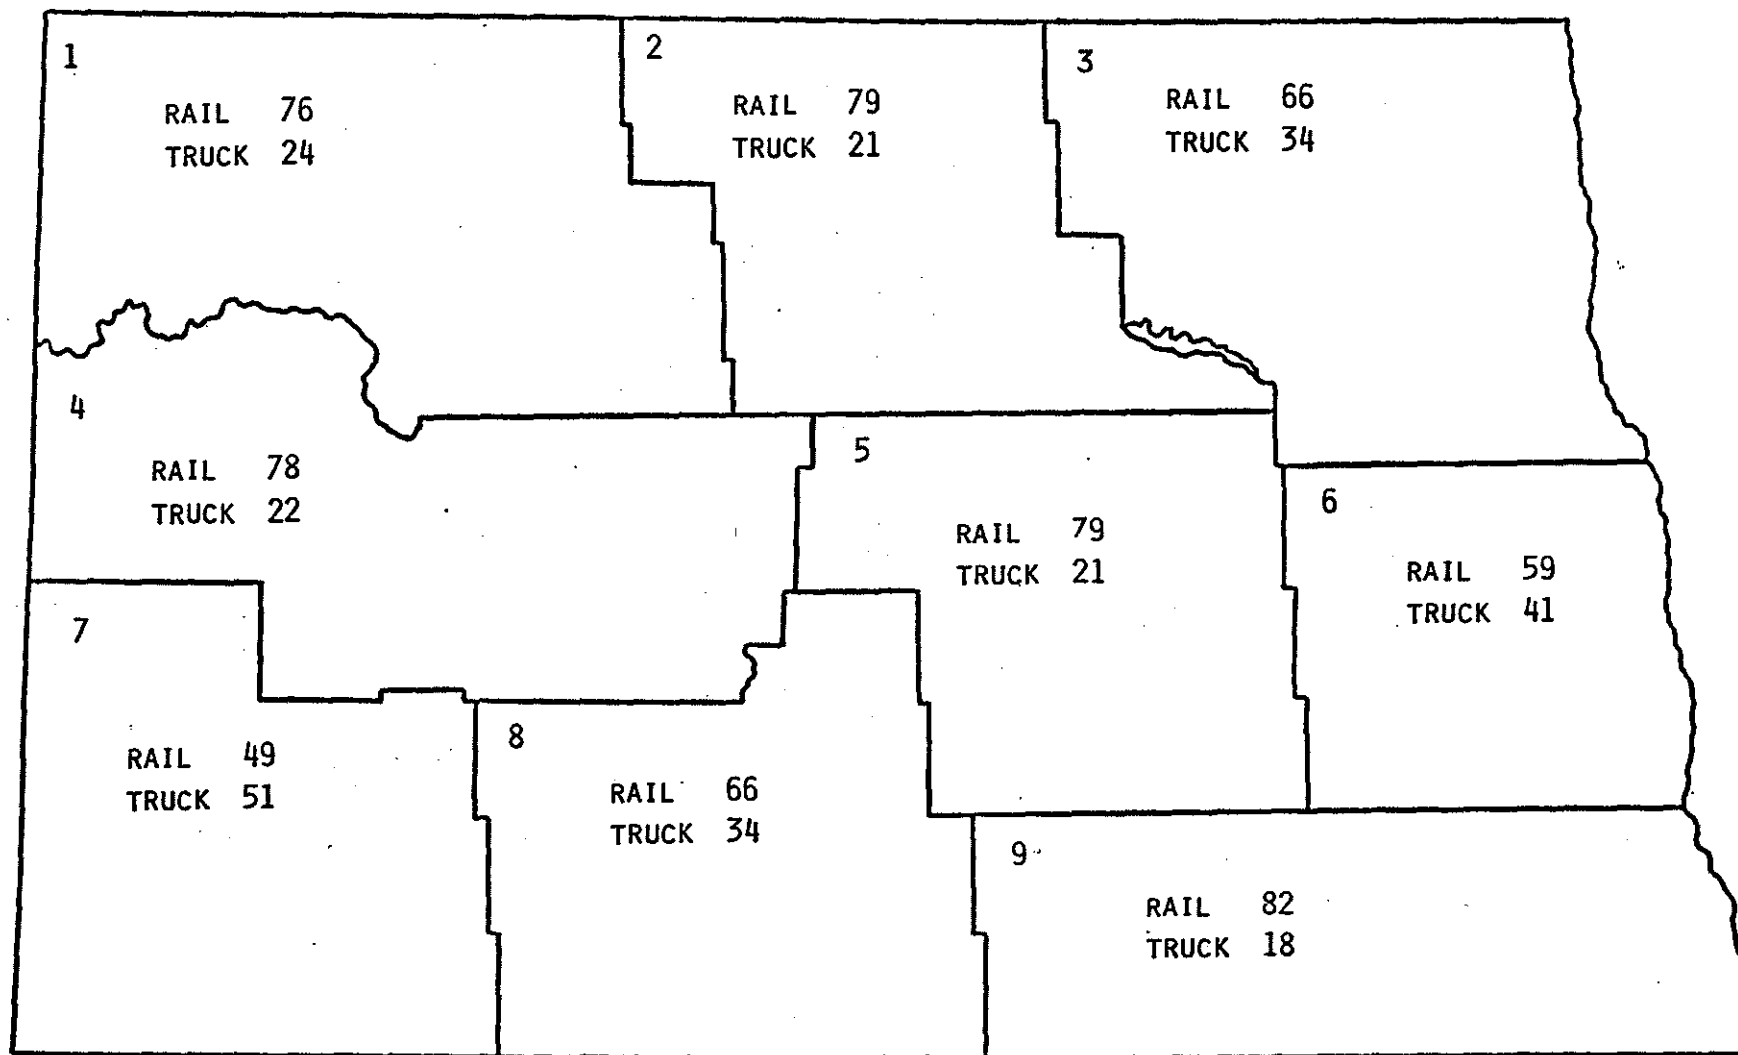 1
RAIL 76
TRUCK 24
2
RAIL 79
TRUCK 21
3
RAIL 66
TRUCK 34
4
RAIL 78
TRUCK 22
5
RAIL 79
TRUCK 21
6
RAIL 59
TRUCK 41
7
RAIL 49
TRUCK 51
8
RAIL 66
TRUCK 34
9
RAIL 82
TRUCK 18